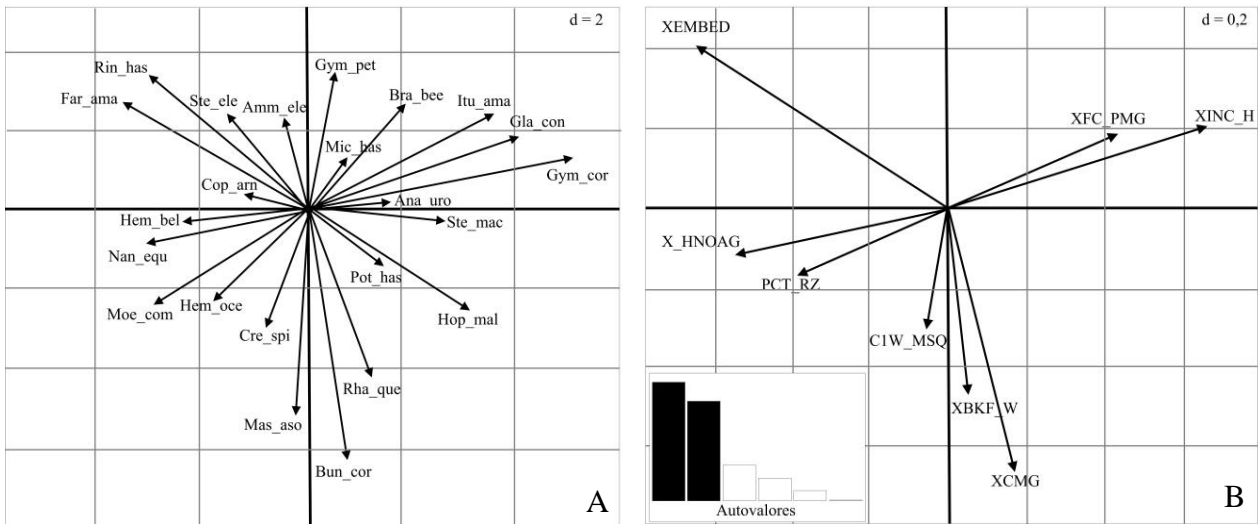 d = 2
Rin_has
Gym_pet
Far_ama
Ste_ele
Amm_ele
Bra_bee
Itu_ama
Gla_con
Mic_has
Gym_cor
Cop_arn
Ana_uro
Hem_bel
Ste_mac
Nan_equ
Pot_has
Moe_com
Hem_oce
Cre_spi
Hop_mal
Rha_que
Mas_aso
Bun_cor
A
d = 0,2
XEMBED
XFC_PMG
XINC_H
X_HNOAG
PCT_RZ
C1W_MSQ
XBKF_W
XCMG
Autovalores
B